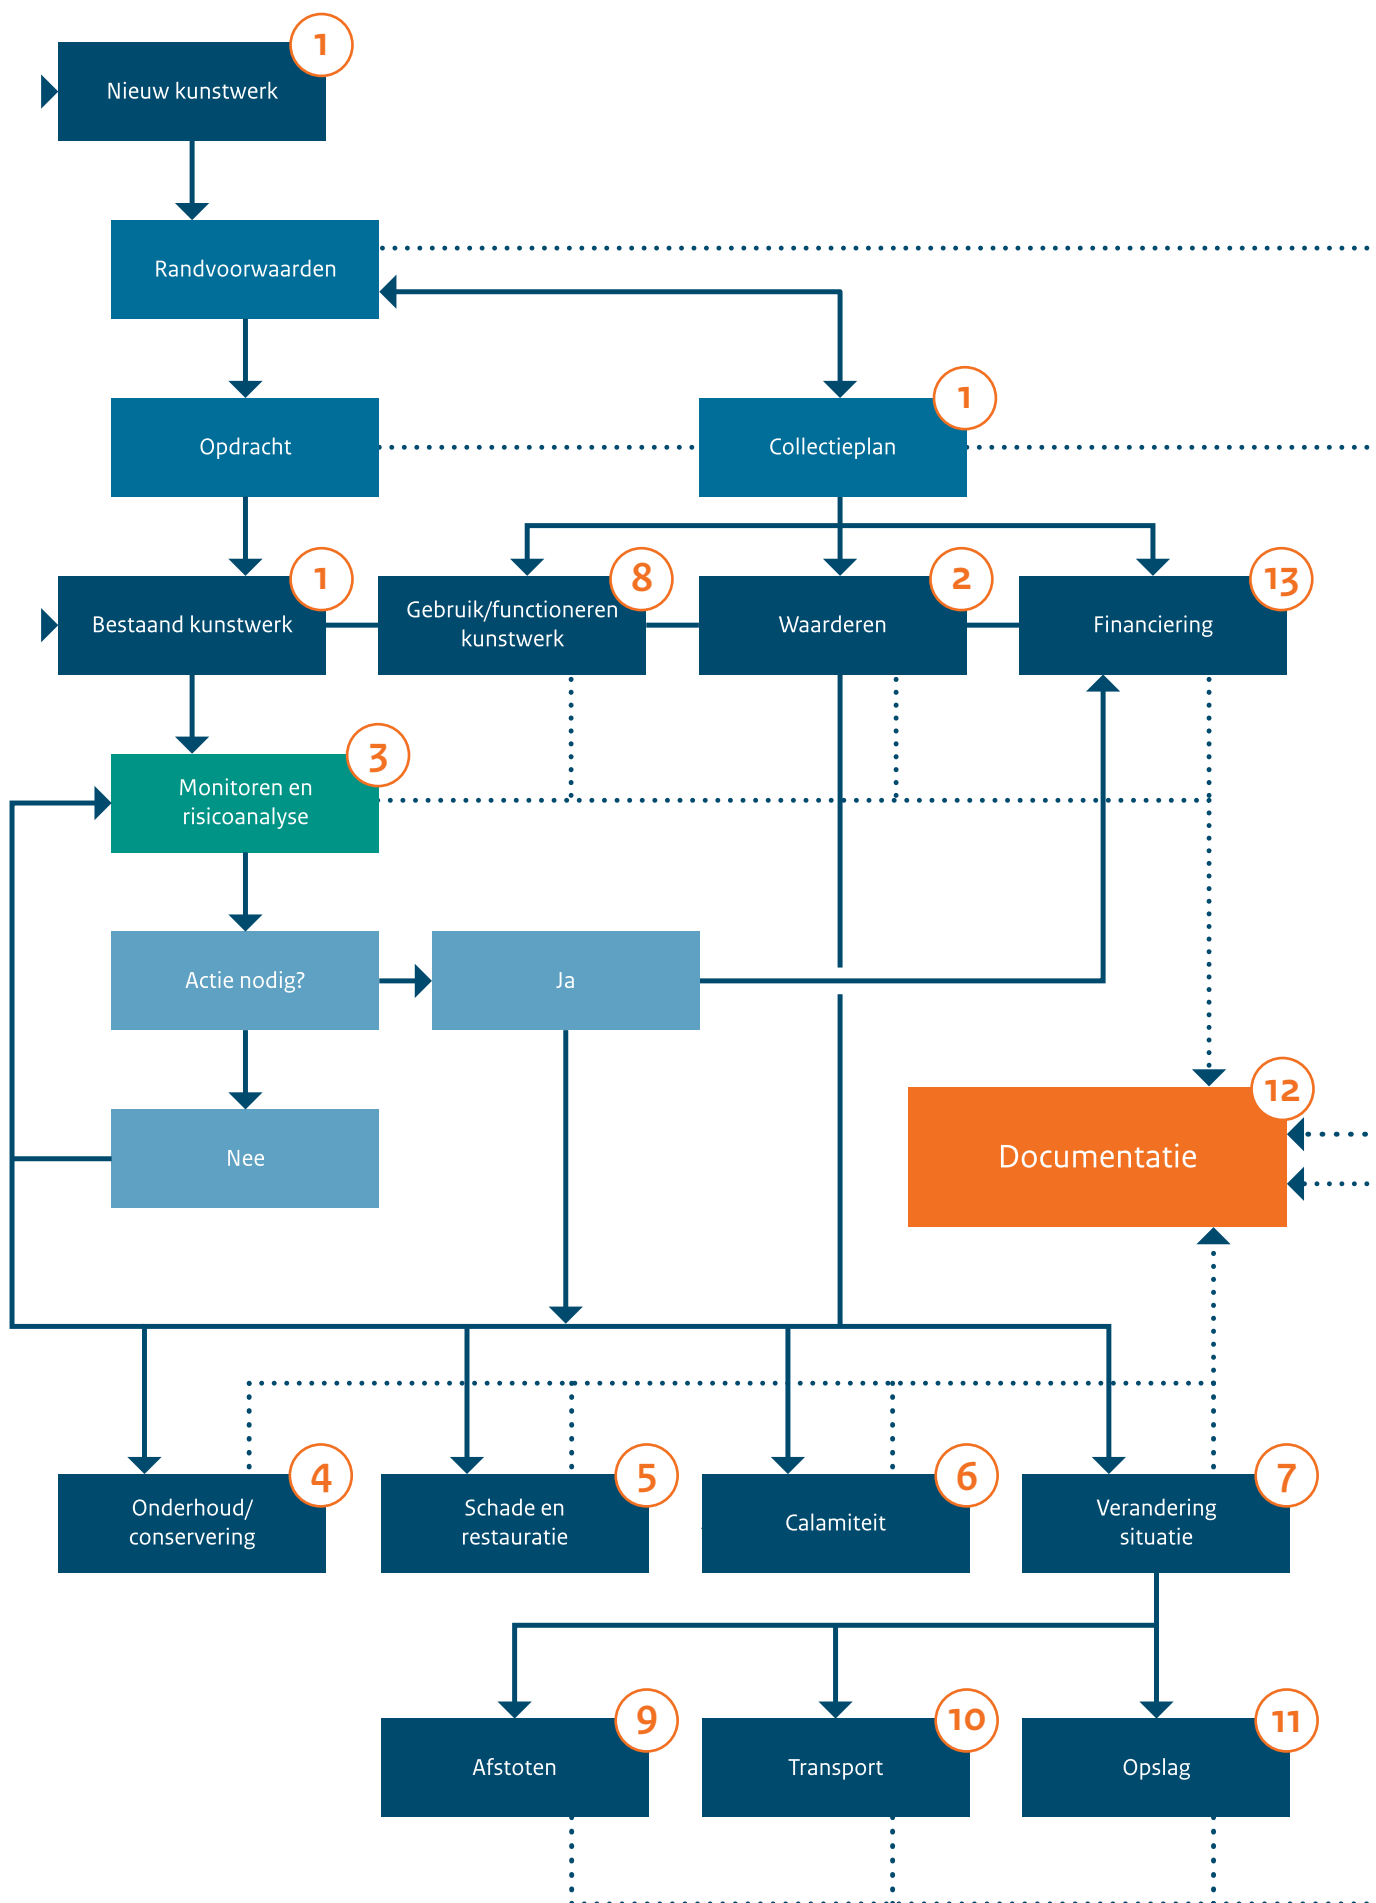 1
Nieuw kunstwerk
Randvoorwaarden
1
Opdracht
Collectieplan
1
8
2
13
Bestaand kunstwerk
Gebruik/functioneren
kunstwerk
Waarderen
Financiering
3
Monitoren en
risicoanalyse
Actie nodig?
Ja
12
Documentatie
Nee
4
5
6
7
Onderhoud/
conservering
Schade en
restauratie
Calamiteit
Verandering
situatie
9
10
11
Afstoten
Transport
Opslag